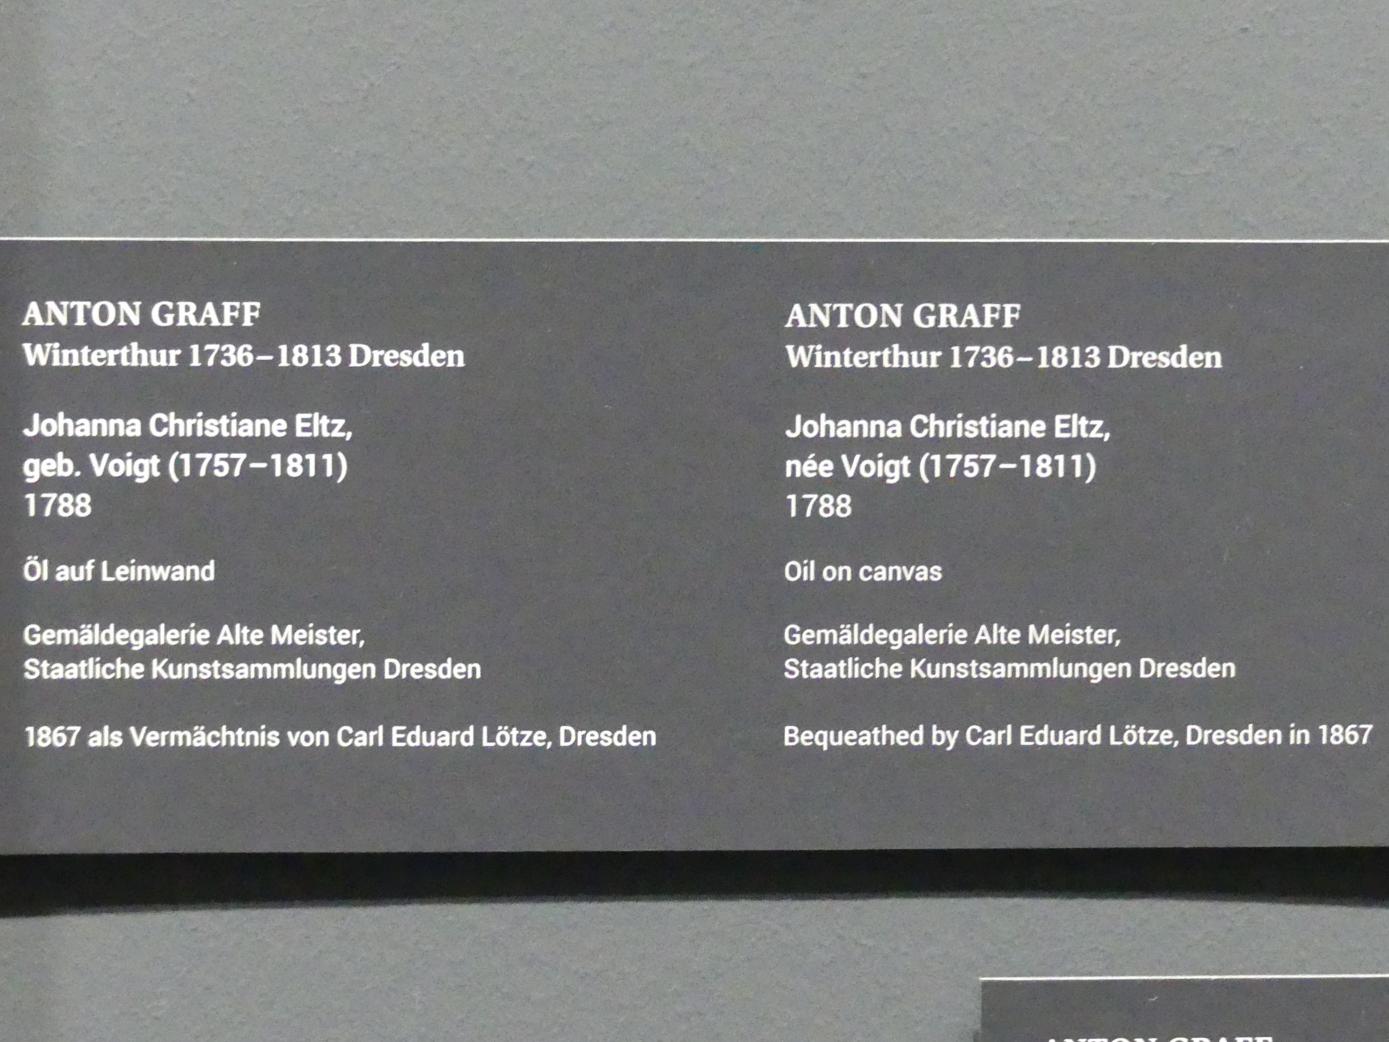 ANTON GRAFF
Winterthur 1736–1813 Dresden
Johanna Christiane Eltz,
geb. Voigt (1757–1811)
1788
Öl auf Leinwand
Gemäldegalerie Alte Meister,
Staatliche Kunstsammlungen Dresden
1867 als Vermächtnis von Carl Eduard Lötze, Dresden
ANTON GRAFF
Winterthur 1736–1813 Dresden
Johanna Christiane Eltz,
née Voigt (1757–1811)
1788
Oil on canvas
Gemäldegalerie Alte Meister,
Staatliche Kunstsammlungen Dresden
Bequeathed by Carl Eduard Lötze, Dresden in 1867
ANTON GRAFF